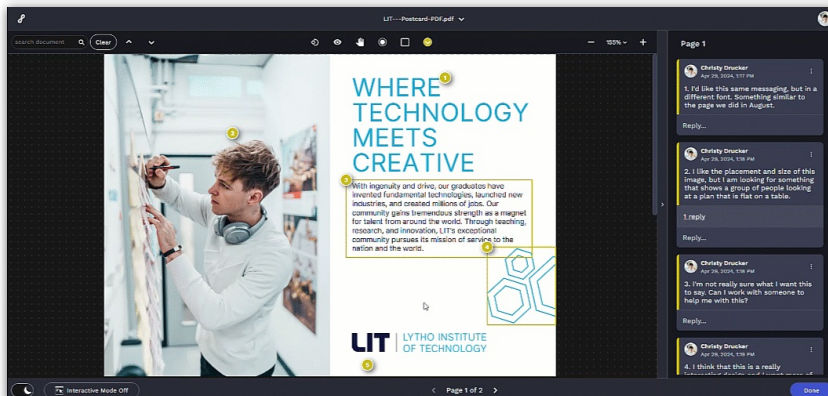 LIT---Postcard-PDF.pdf
search document
Clear
155%
Page 1
WHERE
TECHNOLOGY
MEETS
CREATIVE
With ingenuity and drive, our graduates have
invented fundamental technologies, launched new
industries, and created millions of jobs. Our
community gains tremendous strength as a magnet
for talent from around the world. Through teaching,
research, and innovation, LIT's exceptional
community pursues its mission of service to the
nation and the world.
LIT
LYTHO INSTITUTE
OF TECHNOLOGY
1
2
3
4
5
Christy Drucker
Apr 29, 2024, 1:17 PM
1. I'd like this same messaging, but in a
different font. Something similar to
the page we did in August.
Reply...
Christy Drucker
Apr 29, 2024, 1:18 PM
2. I like the placement and size of this
image, but I am looking for something
that shows a group of people looking
at a plan that is flat on a table.
1 reply
Reply...
Christy Drucker
Apr 29, 2024, 1:18 PM
3. I'm not really sure what I want this
to say. Can I work with someone to
help me with this?
Reply...
Christy Drucker
Apr 29, 2024, 1:19 PM
4. I think that this is a really
Interactive Mode Off
Page 1 of 2
Done